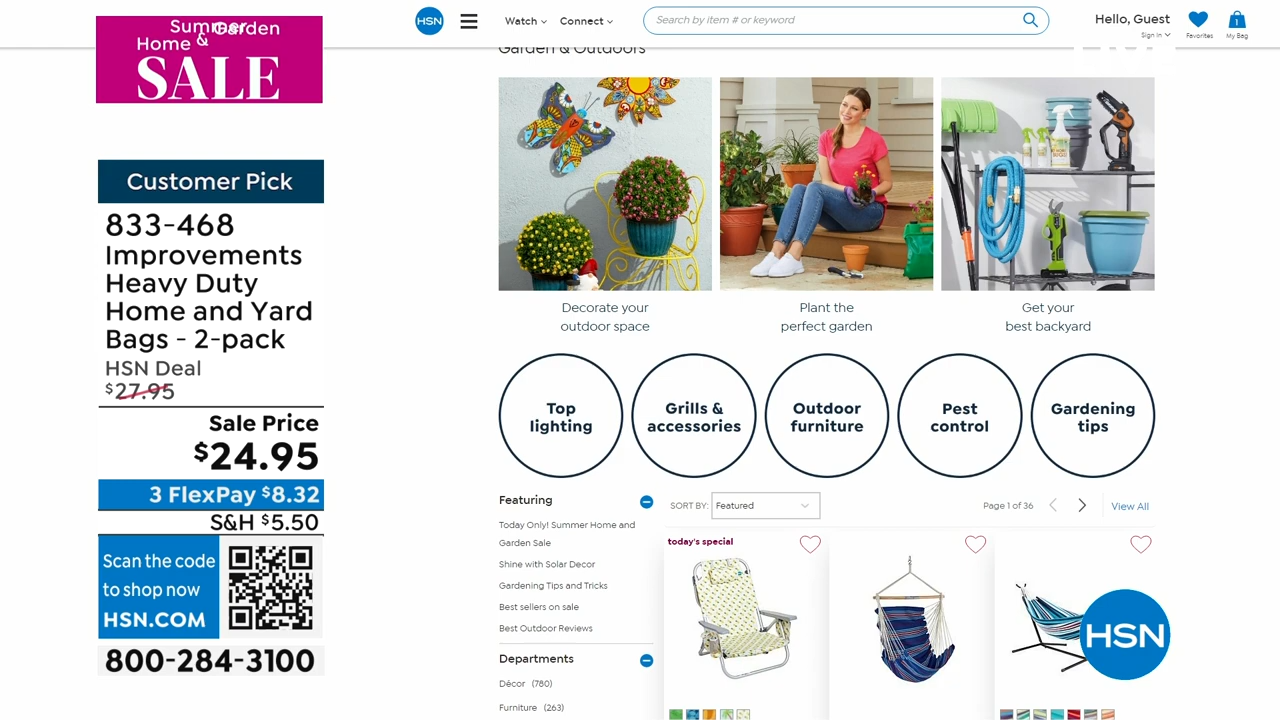 Summer
Home & Garden
SALE
Customer Pick
833-468
Improvements
Heavy Duty
Home and Yard
Bags - 2-pack
HSN Deal
$27.95
Sale Price
$24.95
3 FlexPay $8.32
S&H $5.50
Scan the code
to shop now
HSN.COM
800-284-3100
HSN
Watch
Connect
Search by item # or keyword
Hello, Guest
Sign in
Favorites
1
My Bag
Garden & Outdoors
Decorate your
outdoor space
Plant the
perfect garden
Get your
best backyard
Top
lighting
Grills &
accessories
Outdoor
furniture
Pest
control
Gardening
tips
Featuring
Today Only! Summer Home and
Garden Sale
Shine with Solar Decor
Gardening Tips and Tricks
Best sellers on sale
Best Outdoor Reviews
Departments
Décor (780)
Furniture (263)
SORT BY: Featured
Page 1 of 36
View All
today's special
HSN